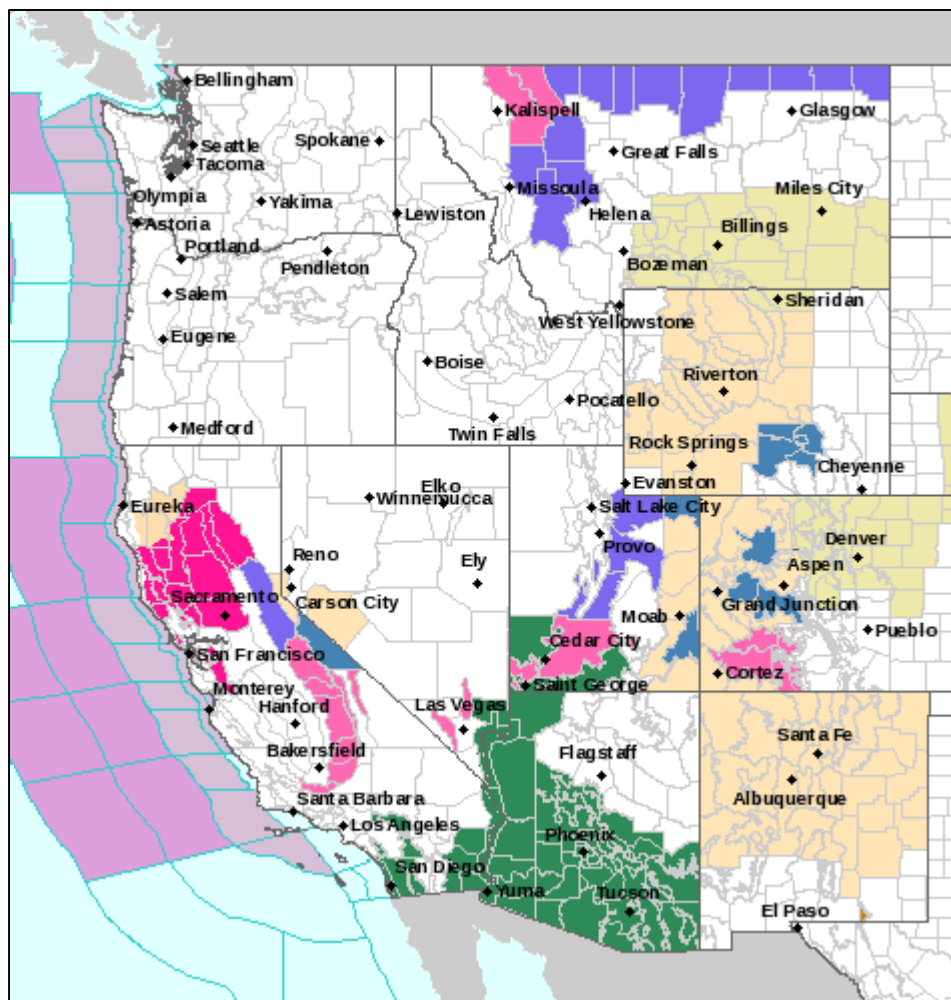 Bellingham
Seattle
Spokane
Tacoma
Olympia
Yakima
Astoria
Lewiston
Portland
Pendleton
Salem
Eugene
Medford
Kalispell
Glasgow
Great Falls
Missoula
Helena
Miles City
Billings
Bozeman
West Yellowstone
Sheridan
Boise
Pocatello
Twin Falls
Riverton
Rock Springs
Cheyenne
Evanston
Eureka
Elko
Winnemucca
Salt Lake City
Reno
Ely
Provo
Denver
Aspen
Sacramento
Carson City
Moab
Grand Junction
Pueblo
San Francisco
Cedar City
Cortez
Monterey
Saint George
Hanford
Las Vegas
Bakersfield
Flagstaff
Santa Fe
Albuquerque
Santa Barbara
Los Angeles
Phoenix
San Diego
Yuma
Tucson
El Paso